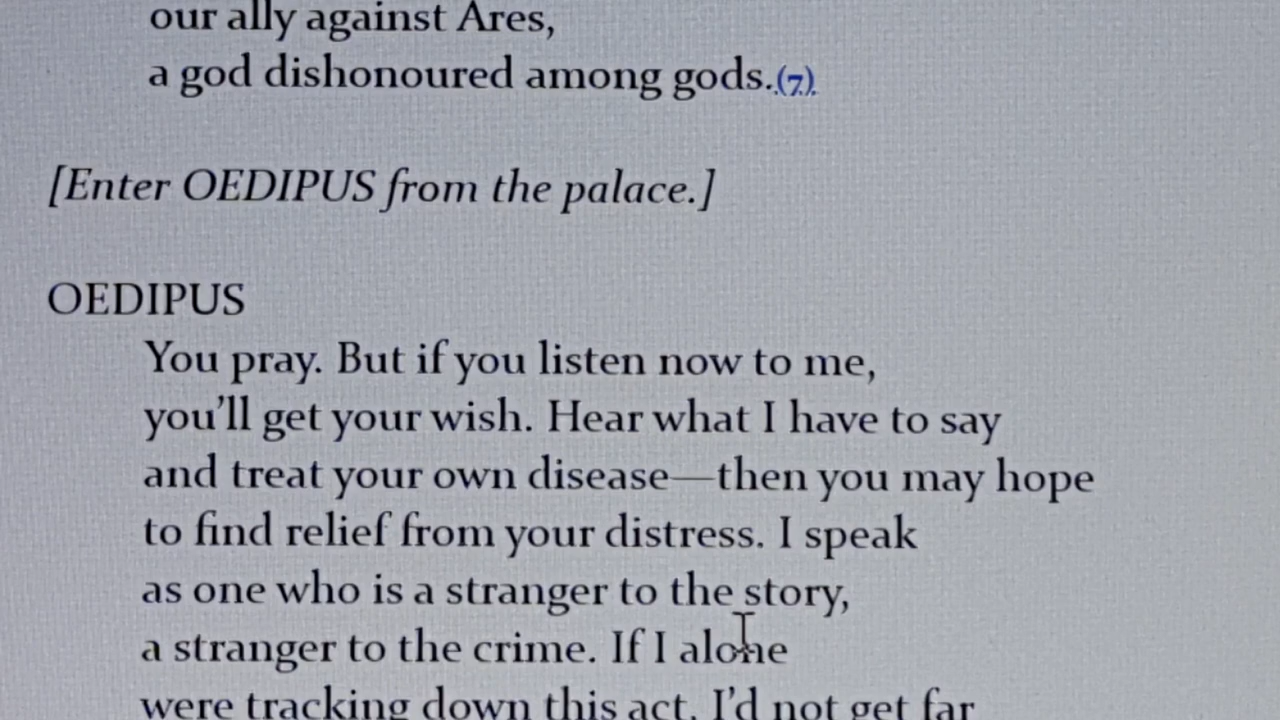 our ally against Ares,
a god dishonoured among gods.(7)
[Enter OEDIPUS from the palace.]
OEDIPUS
You pray. But if you listen now to me,
you'll get your wish. Hear what I have to say
and treat your own disease—then you may hope
to find relief from your distress. I speak
as one who is a stranger to the story,
a stranger to the crime. If I alone
were tracking down this act, I'd not get far